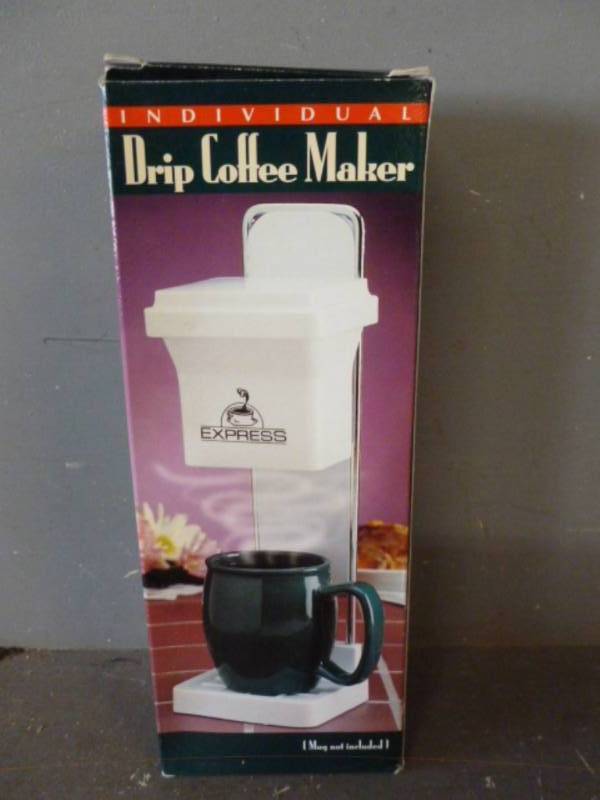 INDIVIDUAL
Drip Coffee Maker
EXPRESS
(Mug not included)